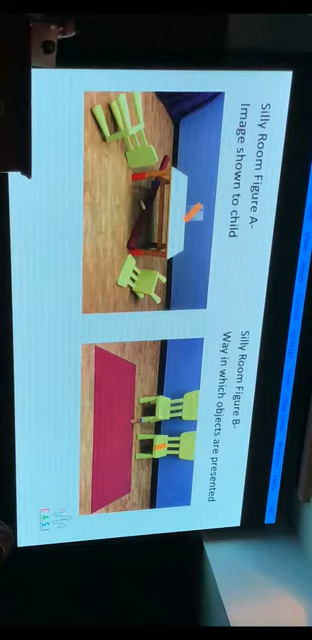 Silly Room Figure A-
Image shown to child
Silly Room Figure B-
Way in which objects are presented
EASI